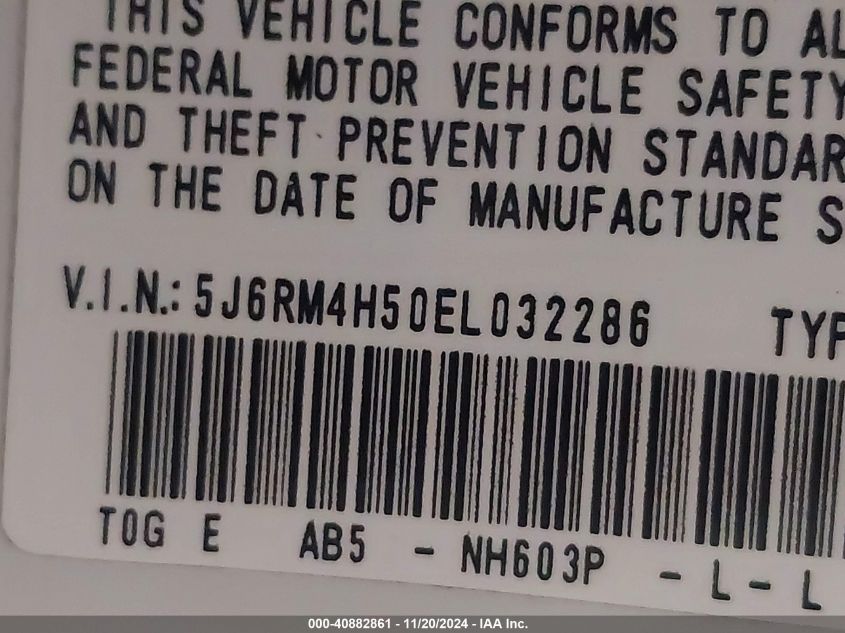 THIS VEHICLE CONFORMS TO AL
FEDERAL MOTOR VEHICLE SAFETY
AND THEFT PREVENTION STANDAR
ON THE DATE OF MANUFACTURE S
V.I.N.: 5J6RM4H50EL032286 TYP
T0G E AB5 - NH603P - L - L
000-40882861 - 11/20/2024 - IAA Inc.